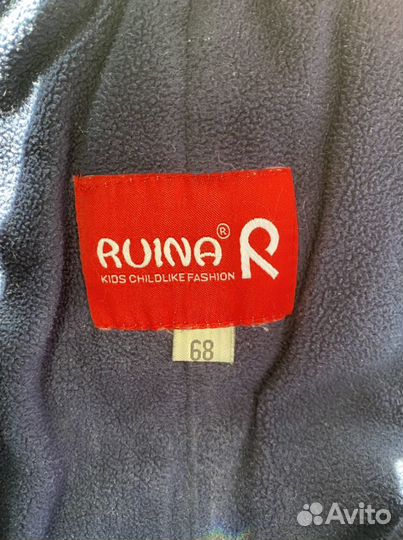 RUINA® R
KIDS CHILDLIKE FASHION
68
Avito